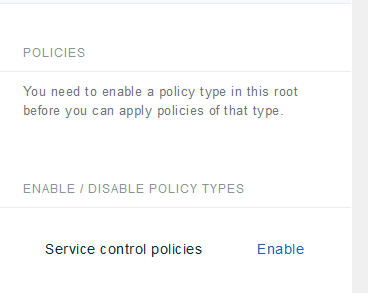 POLICIES
You need to enable a policy type in this root
before you can apply policies of that type.
ENABLE / DISABLE POLICY TYPES
Service control policies Enable